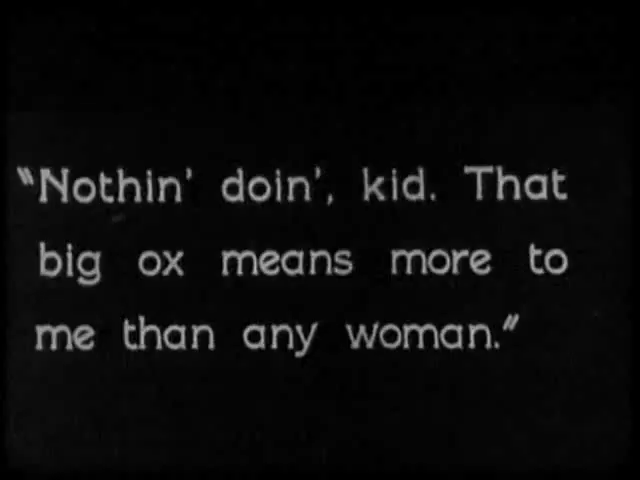 "Nothin' doin', kid. That
big ox means more to
me than any woman."